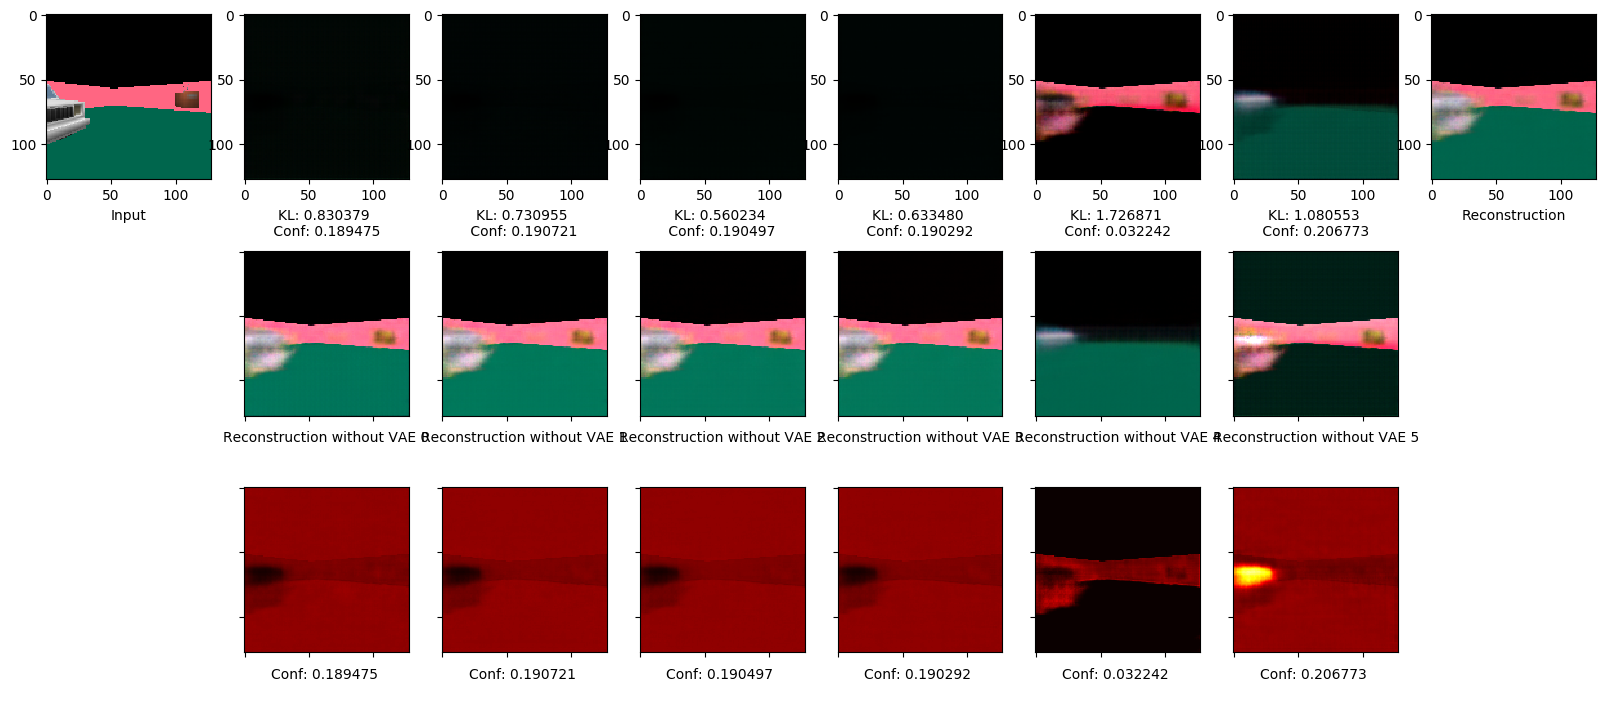 0
50
100
0 50 100
Input
0
50
100
0 50 100
KL: 0.830379
Conf: 0.189475
0
50
100
0 50 100
KL: 0.730955
Conf: 0.190721
0
50
100
0 50 100
KL: 0.560234
Conf: 0.190497
0
50
100
0 50 100
KL: 0.633480
Conf: 0.190292
0
50
100
0 50 100
KL: 1.726871
Conf: 0.032242
0
50
100
0 50 100
KL: 1.080553
Conf: 0.206773
0
50
100
0 50 100
Reconstruction
Reconstruction without VAE 0
Reconstruction without VAE 1
Reconstruction without VAE 2
Reconstruction without VAE 3
Reconstruction without VAE 4
Reconstruction without VAE 5
Conf: 0.189475
Conf: 0.190721
Conf: 0.190497
Conf: 0.190292
Conf: 0.032242
Conf: 0.206773